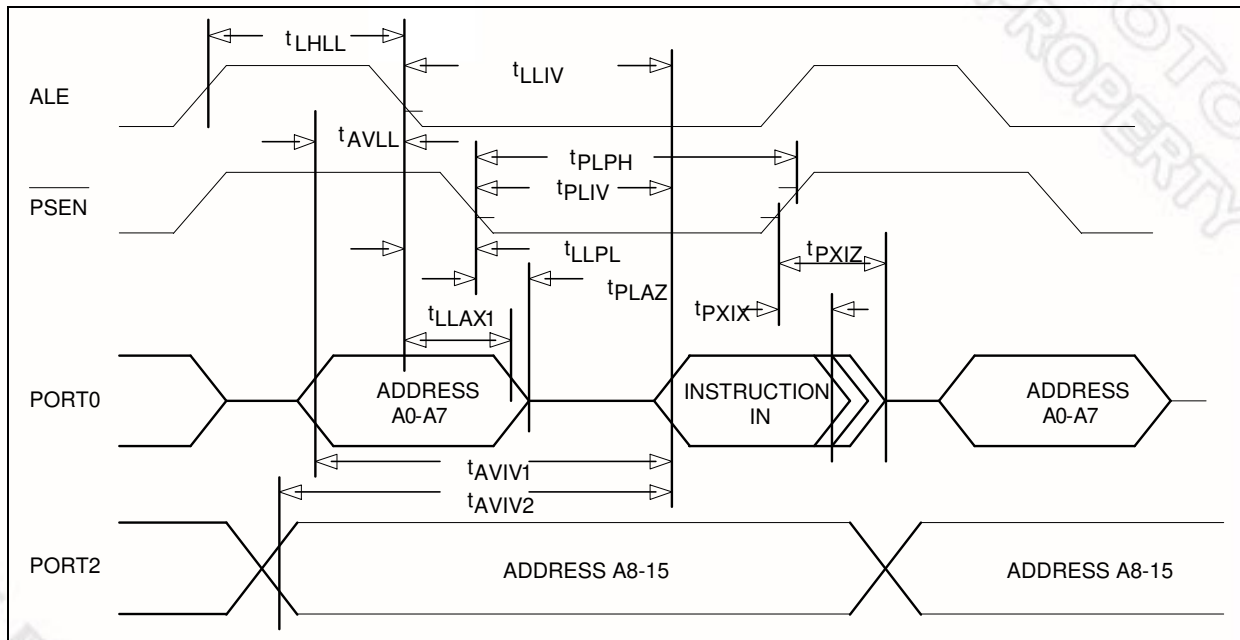 tLHLL
tLLIV
ALE
tAVLL
tPLPH
tPLIV
PSEN
tLLPL
tPXIZ
tPLAZ
tPXIX
tLLAX1
PORT0
ADDRESS
A0-A7
INSTRUCTION
IN
ADDRESS
A0-A7
tAVIV1
tAVIV2
PORT2
ADDRESS A8-15
ADDRESS A8-15
PROPERTY